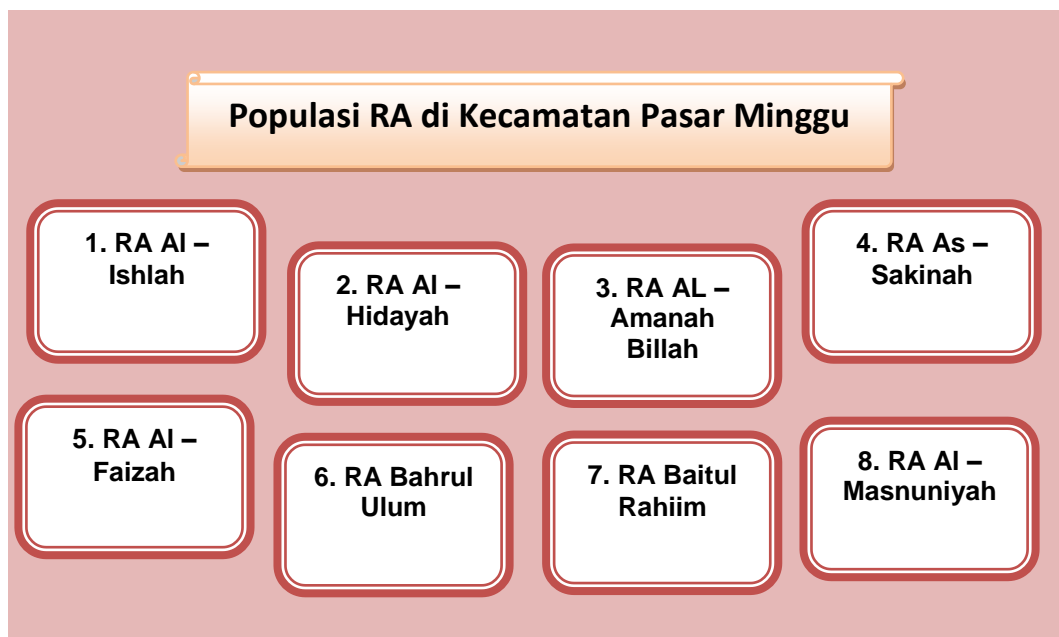 Populasi RA di Kecamatan Pasar Minggu
1. RA Al –
Ishlah
2. RA Al –
Hidayah
3. RA AL –
Amanah
Billah
4. RA As –
Sakinah
5. RA Al –
Faizah
6. RA Bahrul
Ulum
7. RA Baitul
Rahiim
8. RA Al –
Masnuniyah